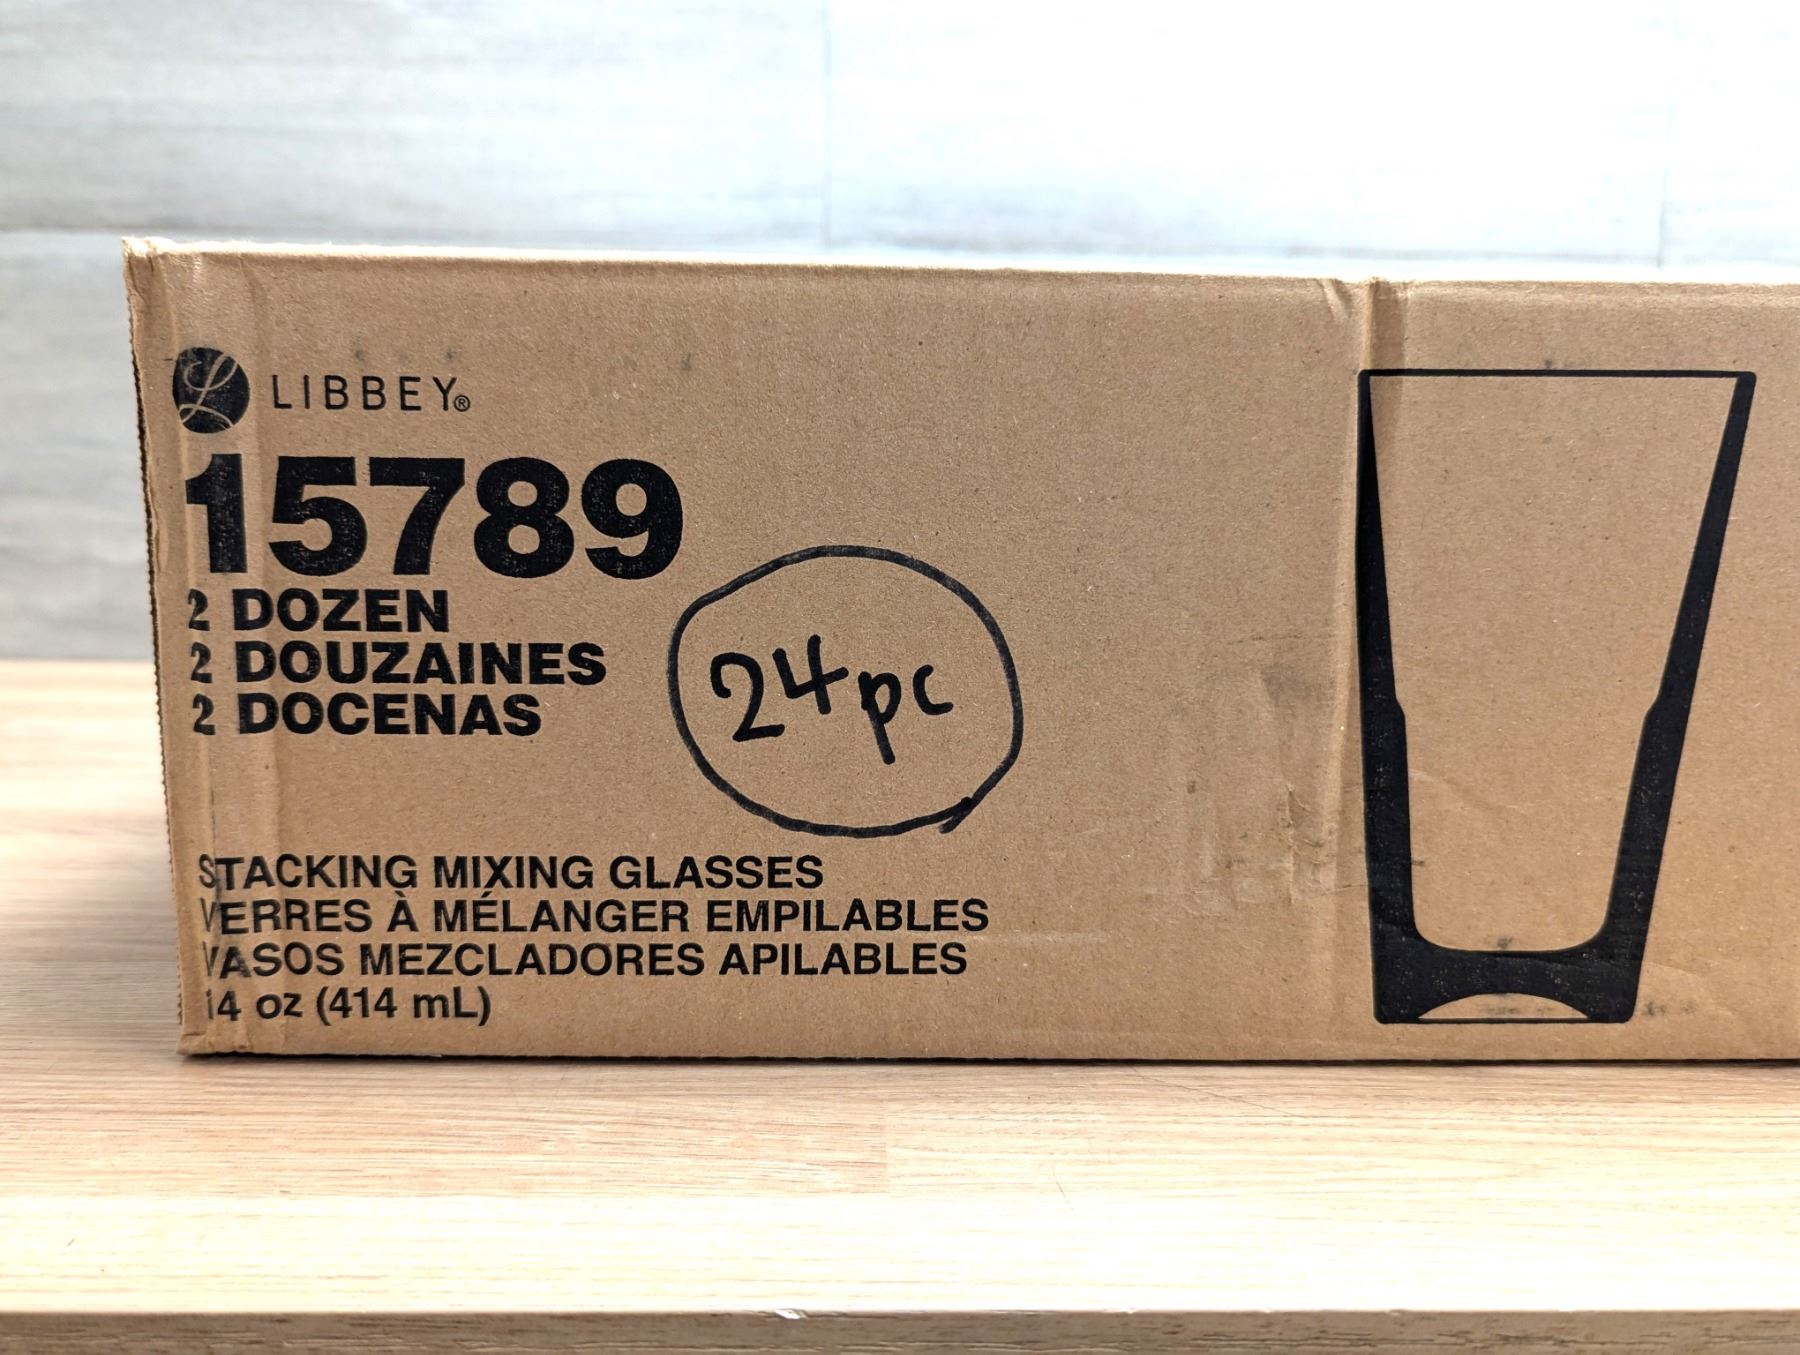 LIBBEY®
15789
2 DOZEN
2 DOUZAINES
2 DOCENAS
24pc
STACKING MIXING GLASSES
VERRES À MÉLANGER EMPILABLES
VASOS MEZCLADORES APILABLES
14 oz (414 mL)